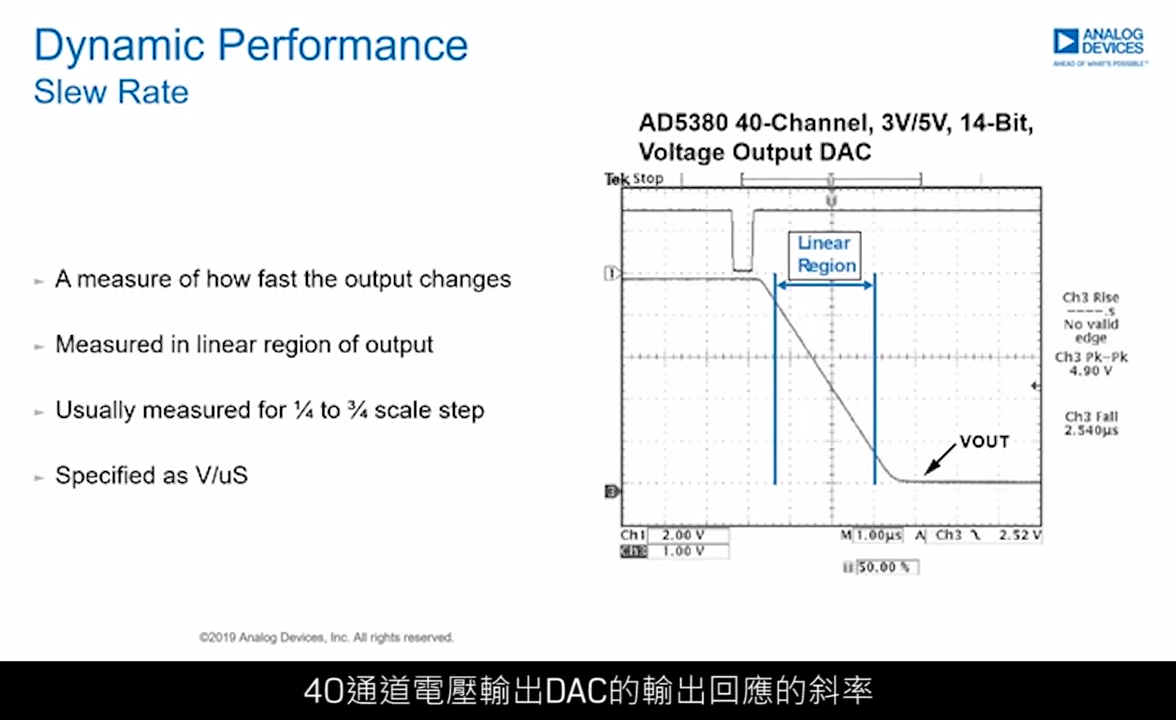 Dynamic Performance
Slew Rate
ANALOG
DEVICES
AHEAD OF WHAT'S POSSIBLE™
AD5380 40-Channel, 3V/5V, 14-Bit,
Voltage Output DAC
Tek Stop
Linear
Region
1
3
VOUT
Ch3 Rise
----.s
No valid
edge
Ch3 Pk-Pk
4.90 V
Ch3 Fall
2.540µs
Ch1 2.00 V M 1.00µs A Ch3 2.52 V
Ch3 1.00 V
50.00 %
A measure of how fast the output changes
Measured in linear region of output
Usually measured for ¼ to ¾ scale step
Specified as V/uS
©2019 Analog Devices, Inc. All rights reserved.
40通道電壓輸出DAC的輸出回應的斜率